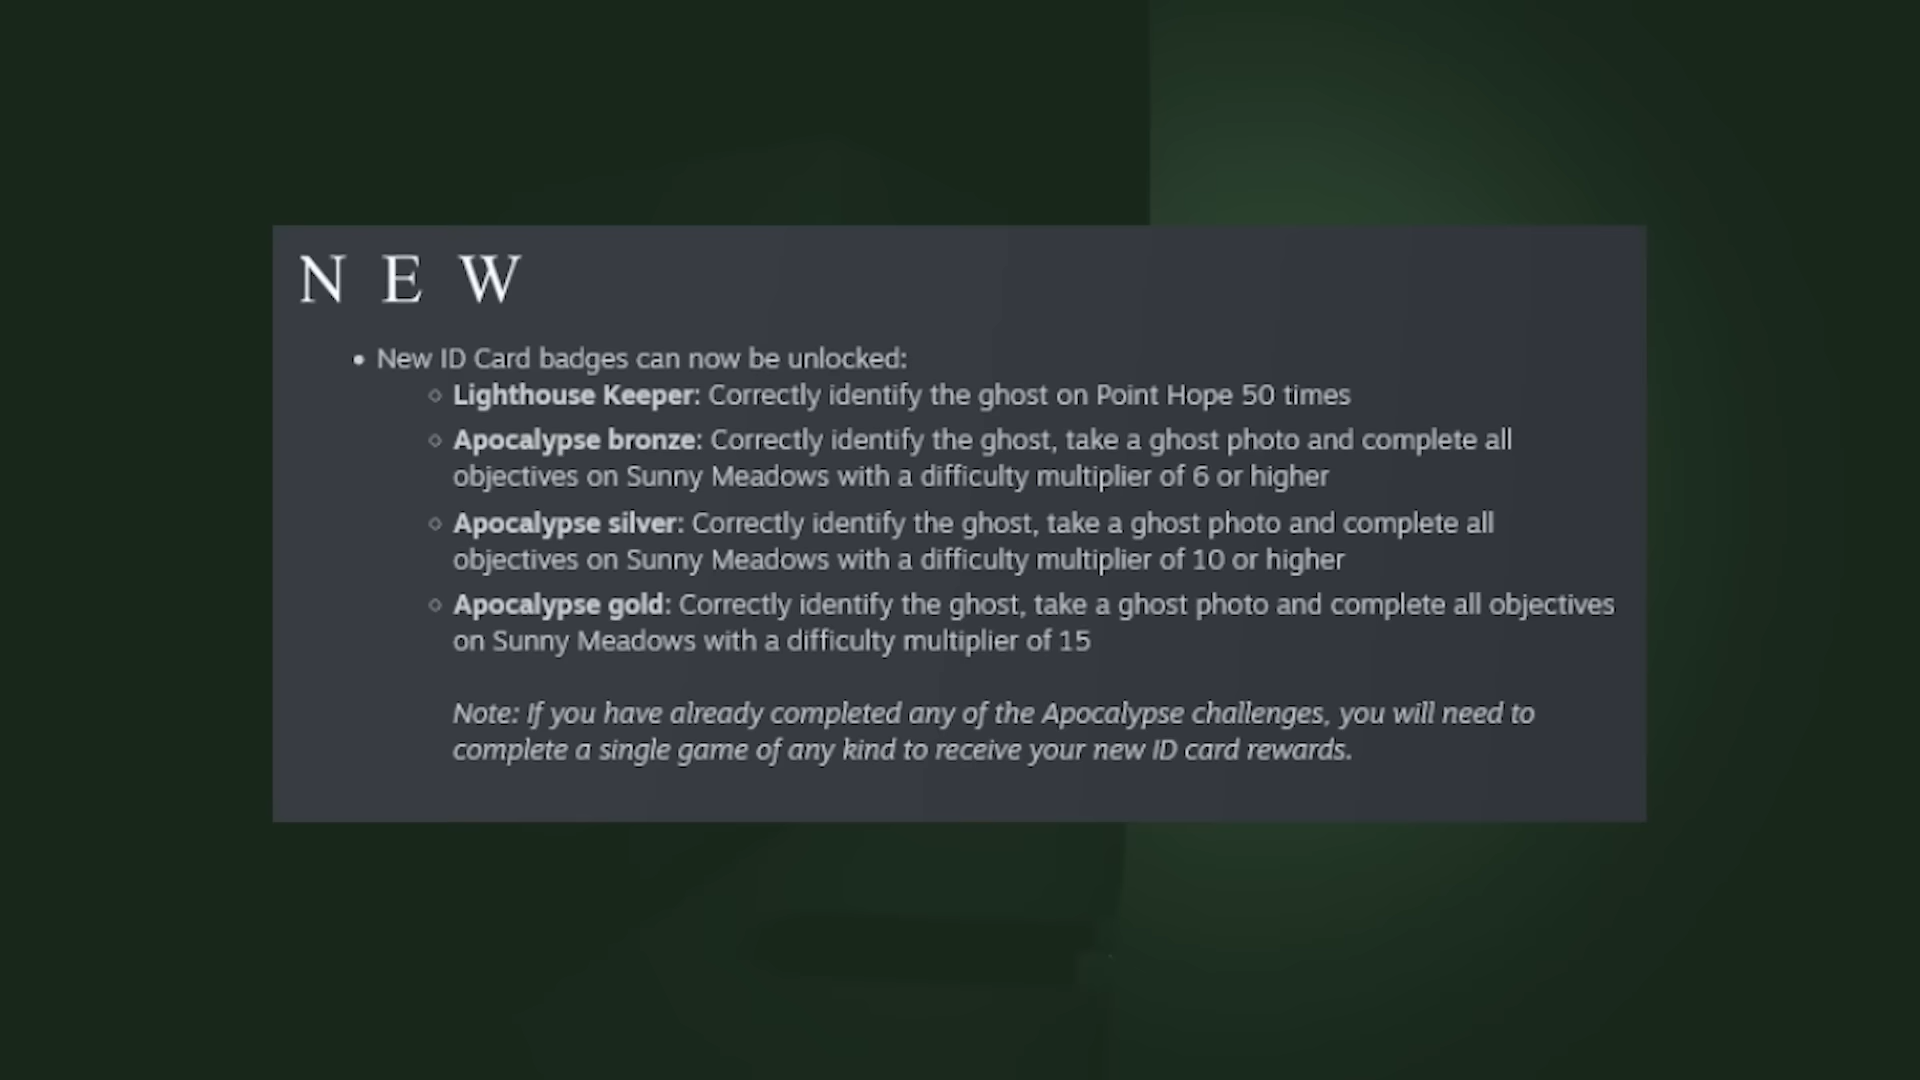 N E W
• New ID Card badges can now be unlocked:
◦ Lighthouse Keeper: Correctly identify the ghost on Point Hope 50 times
◦ Apocalypse bronze: Correctly identify the ghost, take a ghost photo and complete all
objectives on Sunny Meadows with a difficulty multiplier of 6 or higher
◦ Apocalypse silver: Correctly identify the ghost, take a ghost photo and complete all
objectives on Sunny Meadows with a difficulty multiplier of 10 or higher
◦ Apocalypse gold: Correctly identify the ghost, take a ghost photo and complete all objectives
on Sunny Meadows with a difficulty multiplier of 15
Note: If you have already completed any of the Apocalypse challenges, you will need to
complete a single game of any kind to receive your new ID card rewards.